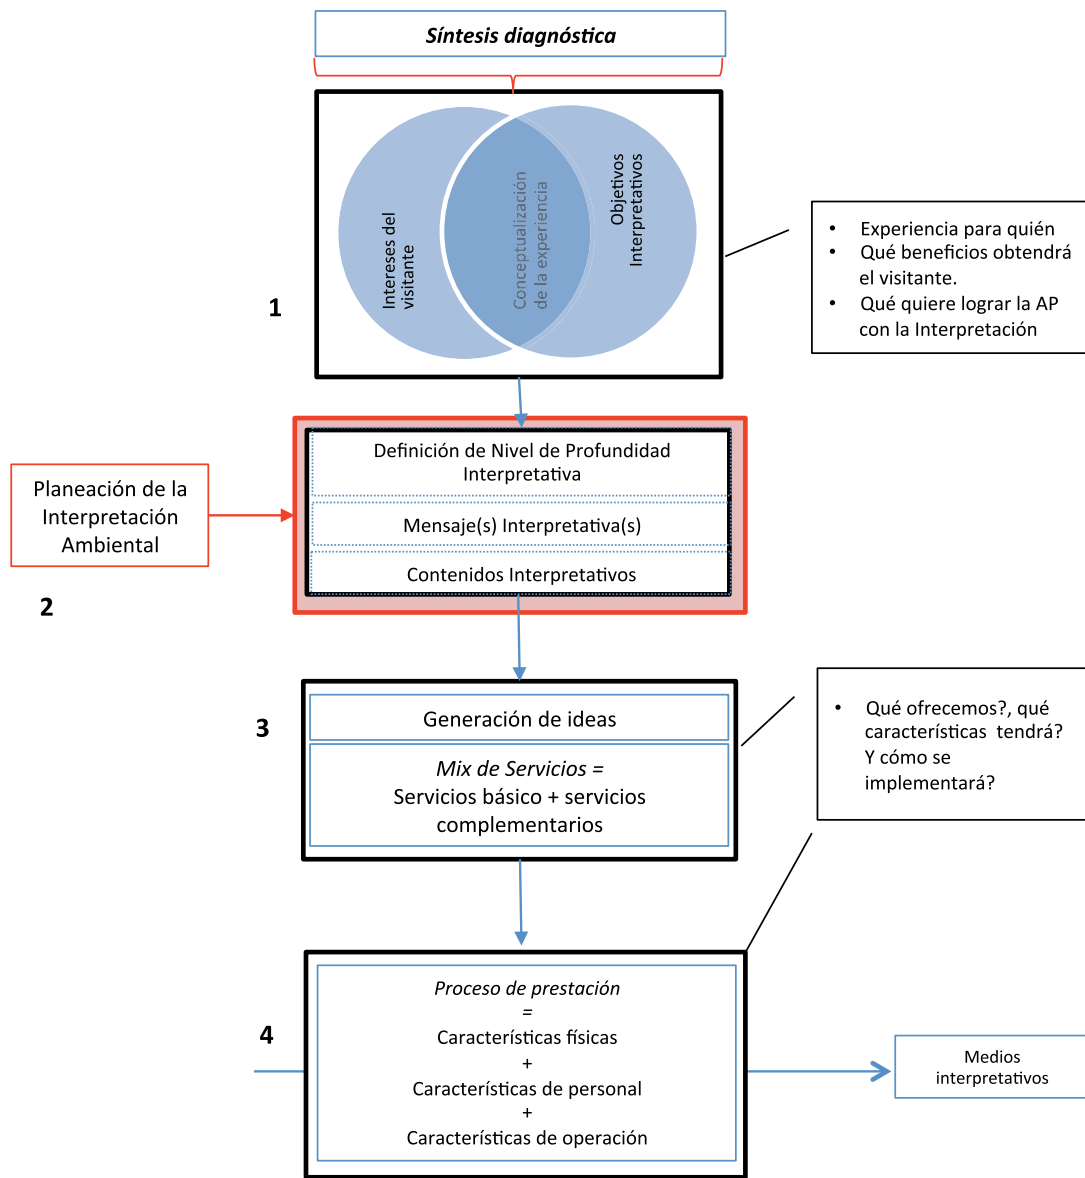 Síntesis diagnóstica
Intereses del
visitante
Conceptualización
de la experiencia
Objetivos
Interpretativos
• Experiencia para quién
• Qué beneficios obtendrá
el visitante.
• Qué quiere lograr la AP
con la Interpretación
1
Definición de Nivel de Profundidad
Interpretativa
Mensaje(s) Interpretativa(s)
Contenidos Interpretativos
Planeación de la
Interpretación
Ambiental
2
3
Generación de ideas
Mix de Servicios =
Servicios básico + servicios
complementarios
• Qué ofrecemos?, qué
características tendrá?
Y cómo se
implementará?
4
Proceso de prestación
=
Características físicas
+
Características de personal
+
Características de operación
Medios
interpretativos